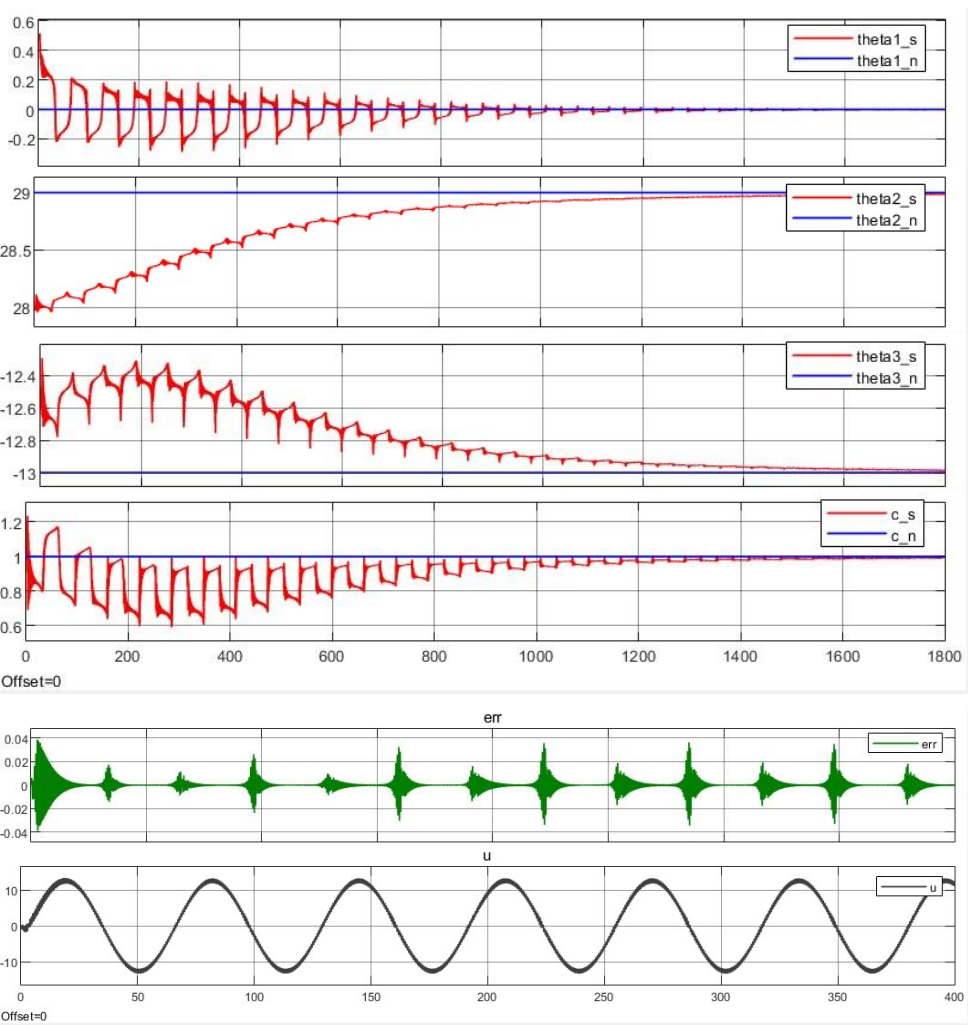 0.6
0.4
0.2
0
-0.2
theta1_s
theta1_n
29
28.5
28
theta2_s
theta2_n
-12.4
-12.6
-12.8
-13
theta3_s
theta3_n
1.2
1
0.8
0.6
c_s
c_n
0 200 400 600 800 1000 1200 1400 1600 1800
Offset=0
err
0.04
0.02
0
-0.02
-0.04
err
u
10
0
-10
u
0 50 100 150 200 250 300 350 400
Offset=0